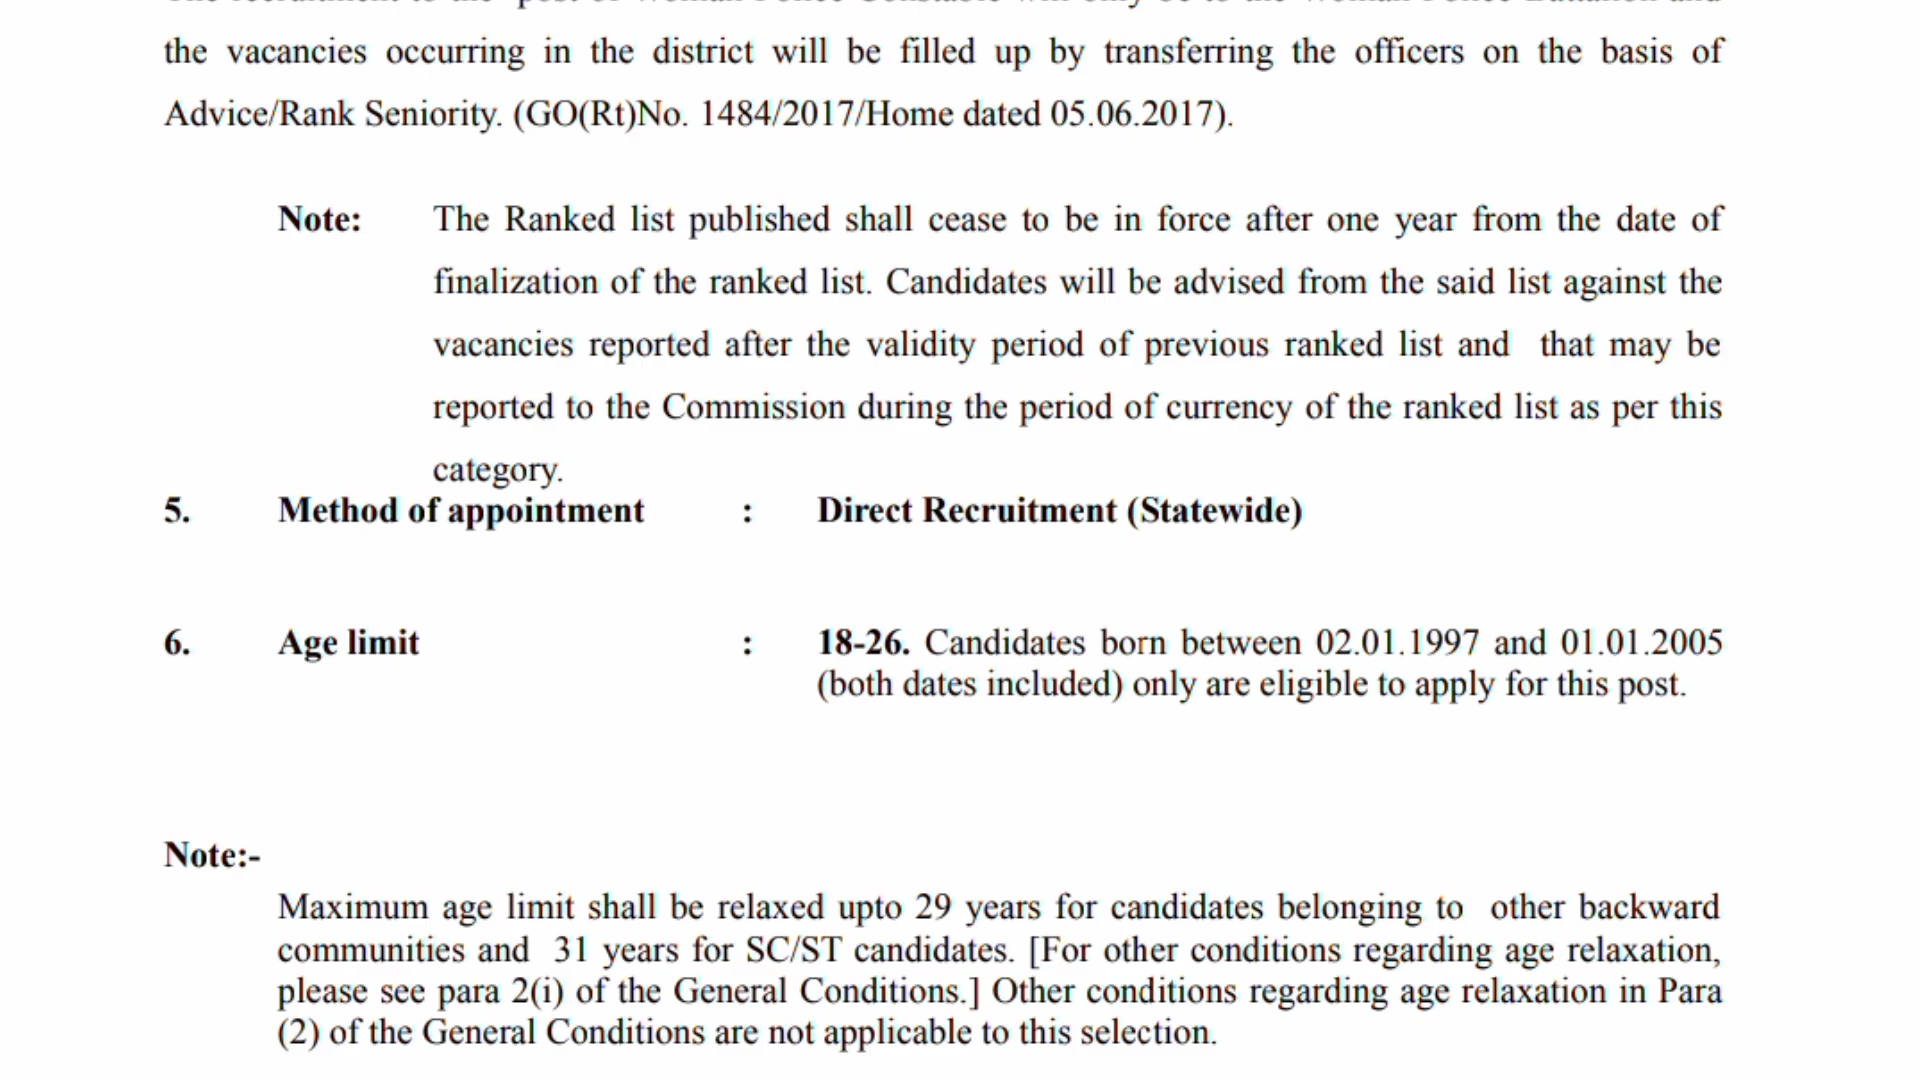 the vacancies occurring in the district will be filled up by transferring the officers on the basis of
Advice/Rank Seniority. (GO(Rt)No. 1484/2017/Home dated 05.06.2017).
Note: The Ranked list published shall cease to be in force after one year from the date of
finalization of the ranked list. Candidates will be advised from the said list against the
vacancies reported after the validity period of previous ranked list and that may be
reported to the Commission during the period of currency of the ranked list as per this
category.
5. Method of appointment : Direct Recruitment (Statewide)
6. Age limit : 18-26. Candidates born between 02.01.1997 and 01.01.2005
(both dates included) only are eligible to apply for this post.
Note:-
Maximum age limit shall be relaxed upto 29 years for candidates belonging to other backward
communities and 31 years for SC/ST candidates. [For other conditions regarding age relaxation,
please see para 2(i) of the General Conditions.] Other conditions regarding age relaxation in Para
(2) of the General Conditions are not applicable to this selection.